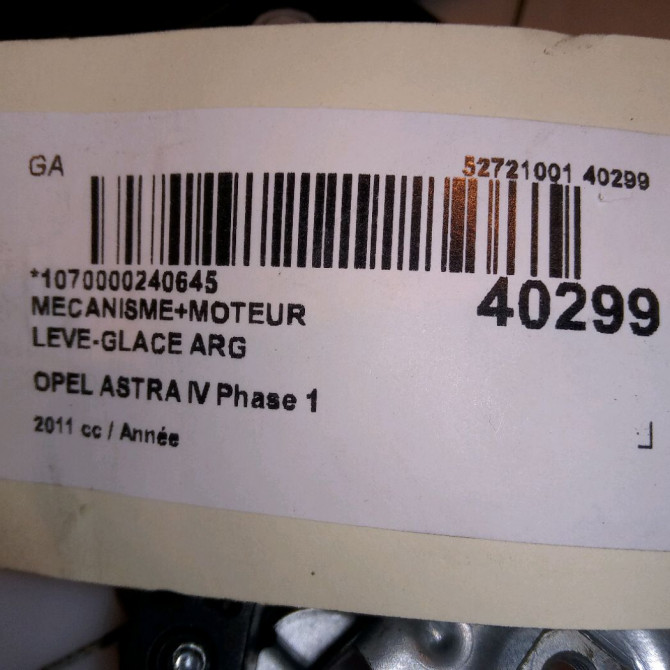 GA
52721001 40299
*1070000240645
40299
MECANISME+MOTEUR
LEVE-GLACE ARG
OPEL ASTRA IV Phase 1
2011 cc / Année